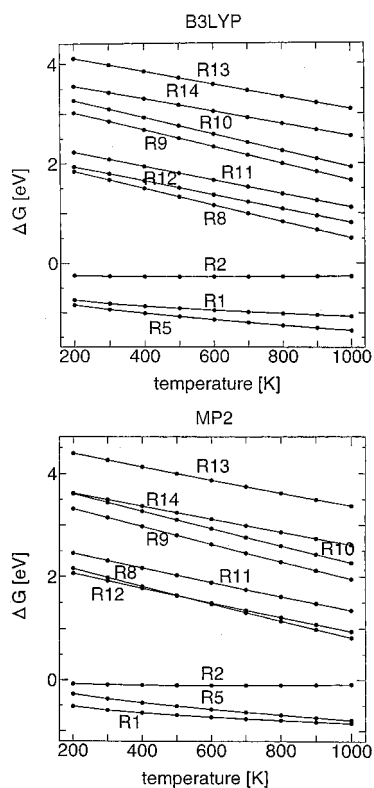 B3LYP
4
R13
R14
R10
R9
2
R11
R12
R8
ΔG [eV]
0
R2
R1
R5
200 400 600 800 1000
temperature [K]
MP2
4
R13
R14
R10
R9
R11
R8
2
R12
ΔG [eV]
R2
0
R5
R1
200 400 600 800 1000
temperature [K]